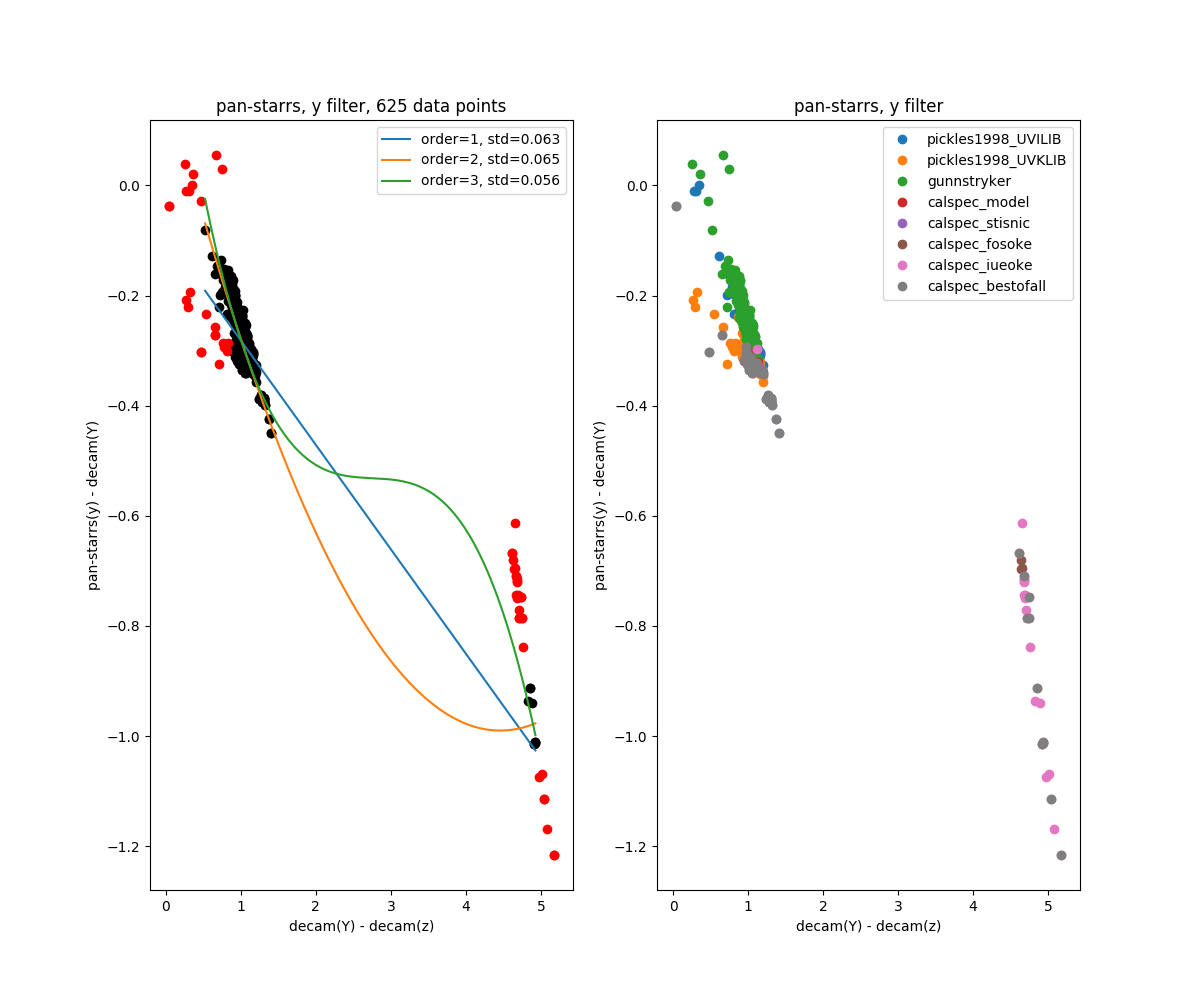 pan-starrs, y filter, 625 data points
order=1, std=0.063
order=2, std=0.065
order=3, std=0.056
0.0
−0.2
−0.4
−0.6
−0.8
−1.0
−1.2
pan-starrs(y) - decam(Y)
0 1 2 3 4 5
decam(Y) - decam(z)
pan-starrs, y filter
pickles1998_UVILIB
pickles1998_UVKLIB
gunnstryker
calspec_model
calspec_stisnic
calspec_fosoke
calspec_iueoke
calspec_bestofall
0.0
−0.2
−0.4
−0.6
−0.8
−1.0
−1.2
pan-starrs(y) - decam(Y)
0 1 2 3 4 5
decam(Y) - decam(z)